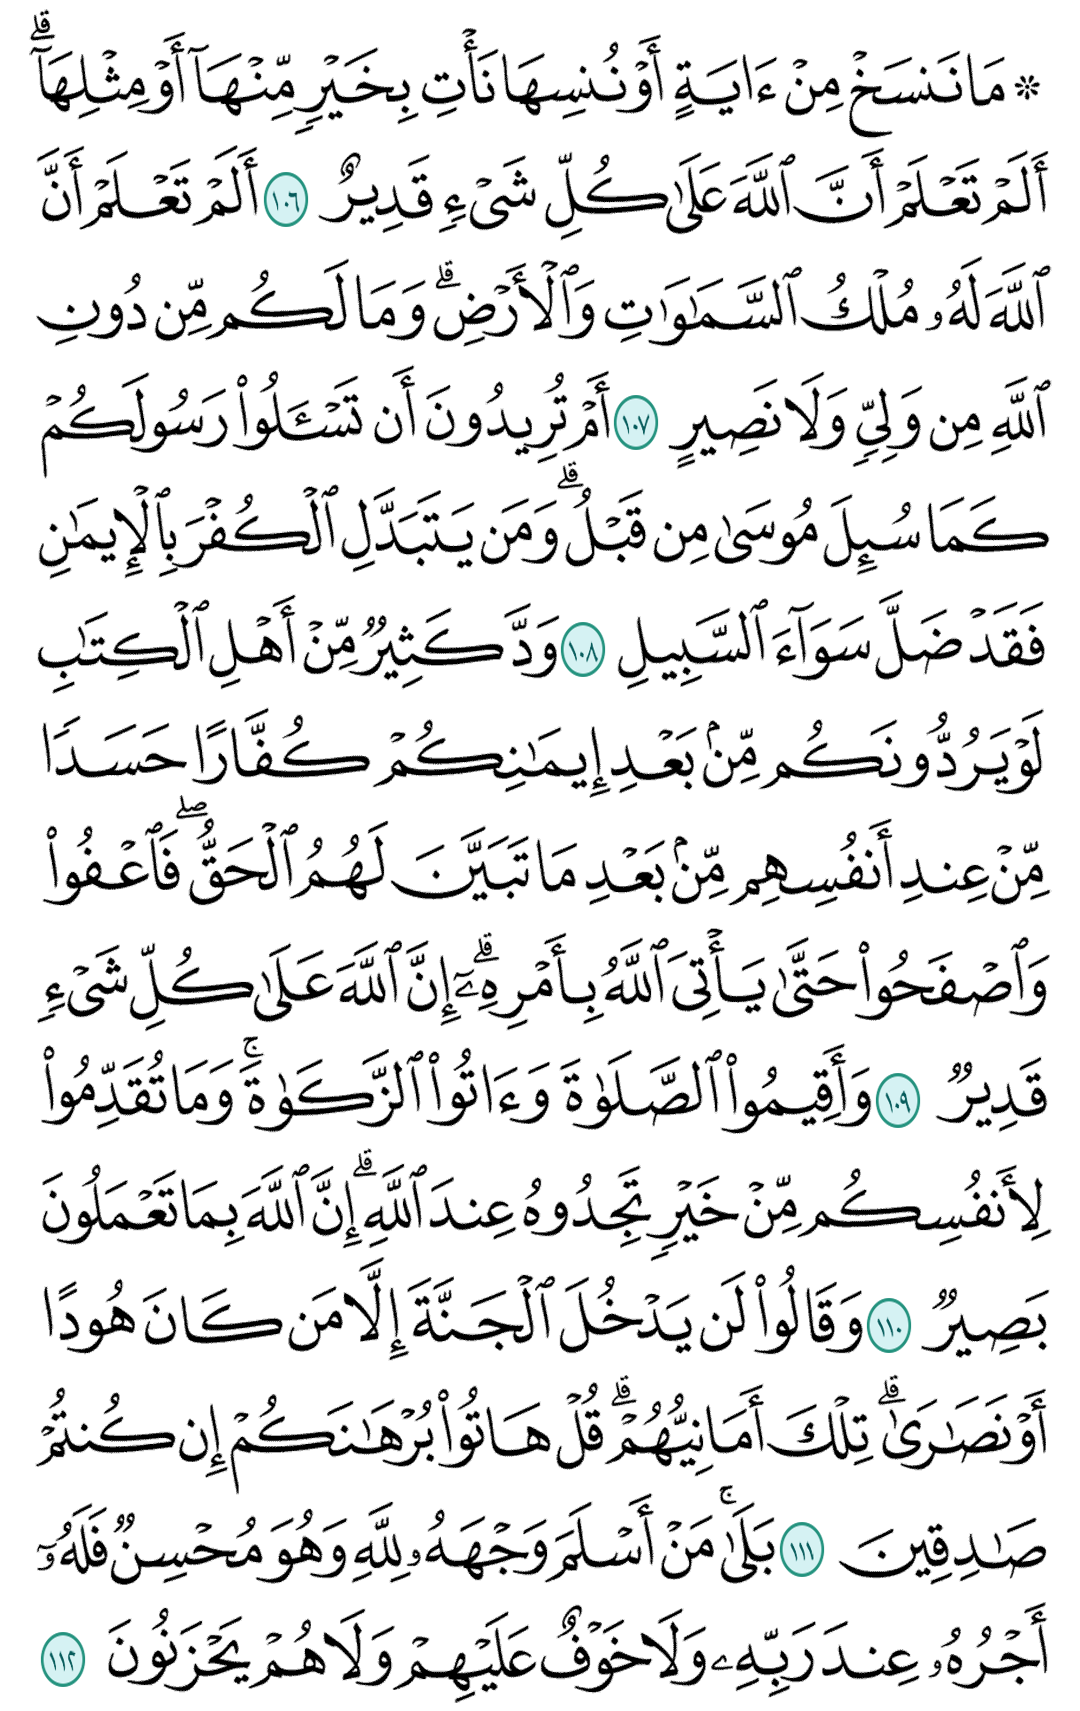 ۞ مَا نَنسَخۡ مِنۡ ءَايَةٍ أَوۡ نُنسِهَا نَأۡتِ بِخَيۡرٖ مِّنۡهَآ أَوۡ مِثۡلِهَآۗ
أَلَمۡ تَعۡلَمۡ أَنَّ ٱللَّهَ عَلَىٰ كُلِّ شَيۡءٖ قَدِيرٌ ١٠٦ أَلَمۡ تَعۡلَمۡ أَنَّ
ٱللَّهَ لَهُۥ مُلۡكُ ٱلسَّمَٰوَٰتِ وَٱلۡأَرۡضِۗ وَمَا لَكُم مِّن دُونِ
ٱللَّهِ مِن وَلِيّٖ وَلَا نَصِيرٍ ١٠٧ أَمۡ تُرِيدُونَ أَن تَسۡـَٔلُواْ رَسُولَكُمۡ
كَمَا سُئِلَ مُوسَىٰ مِن قَبۡلُۗ وَمَن يَتَبَدَّلِ ٱلۡكُفۡرَ بِٱلۡإِيمَٰنِ
فَقَدۡ ضَلَّ سَوَآءَ ٱلسَّبِيلِ ١٠٨ وَدَّ كَثِيرٞ مِّنۡ أَهۡلِ ٱلۡكِتَٰبِ
لَوۡ يَرُدُّونَكُم مِّنۢ بَعۡدِ إِيمَٰنِكُمۡ كُفَّارًا حَسَدٗا
مِّنۡ عِندِ أَنفُسِهِم مِّنۢ بَعۡدِ مَا تَبَيَّنَ لَهُمُ ٱلۡحَقُّۖ فَٱعۡفُواْ
وَٱصۡفَحُواْ حَتَّىٰ يَأۡتِيَ ٱللَّهُ بِأَمۡرِهِۦٓۗ إِنَّ ٱللَّهَ عَلَىٰ كُلِّ شَيۡءٖ
قَدِيرٞ ١٠٩ وَأَقِيمُواْ ٱلصَّلَوٰةَ وَءَاتُواْ ٱلزَّكَوٰةَۚ وَمَا تُقَدِّمُواْ
لِأَنفُسِكُم مِّنۡ خَيۡرٖ تَجِدُوهُ عِندَ ٱللَّهِۗ إِنَّ ٱللَّهَ بِمَا تَعۡمَلُونَ
بَصِيرٞ ١١٠ وَقَالُواْ لَن يَدۡخُلَ ٱلۡجَنَّةَ إِلَّا مَن كَانَ هُودًا
أَوۡ نَصَٰرَىٰۗ تِلۡكَ أَمَانِيُّهُمۡۗ قُلۡ هَاتُواْ بُرۡهَٰنَكُمۡ إِن كُنتُمۡ
صَٰدِقِينَ ١١١ بَلَىٰۚ مَنۡ أَسۡلَمَ وَجۡهَهُۥ لِلَّهِ وَهُوَ مُحۡسِنٞ فَلَهُۥٓ
أَجۡرُهُۥ عِندَ رَبِّهِۦ وَلَا خَوۡفٌ عَلَيۡهِمۡ وَلَا هُمۡ يَحۡزَنُونَ ١١٢